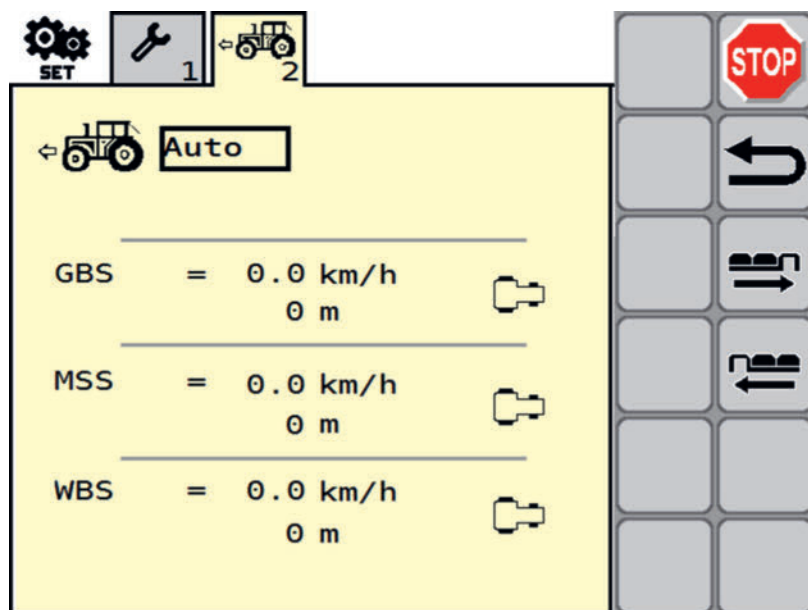 SET
1
2
STOP
Auto
GBS = 0.0 km/h
0 m
MSS = 0.0 km/h
0 m
WBS = 0.0 km/h
0 m